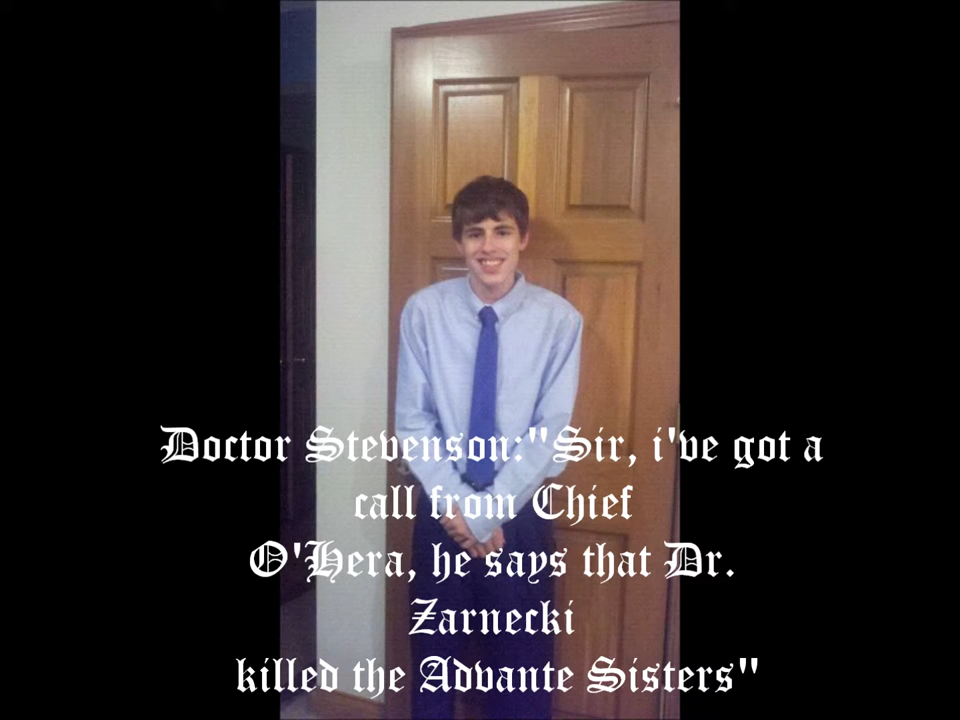 Doctor Stevenson:"Sir, i've got a
call from Chief
O'Hera, he says that Dr.
Zarnecki
killed the Advante Sisters"